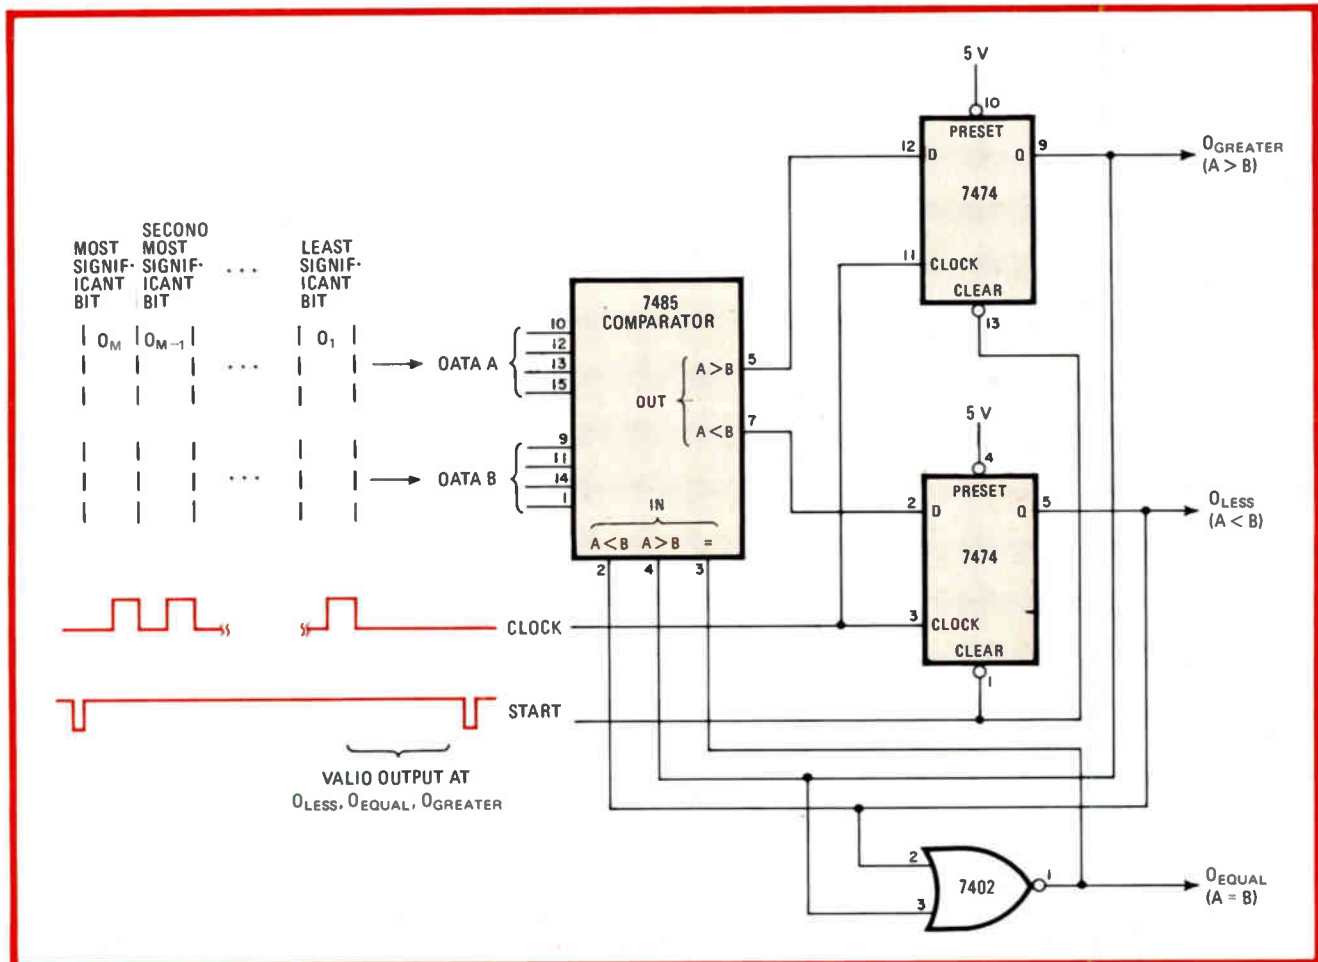 5 V
10
PRESET
12 D Q 9
7474
11 CLOCK
CLEAR
13
OGREATER
(A > B)
MOST
SIGNIF-
ICANT
BIT
SECOND
MOST
SIGNIF-
ICANT
BIT
...
LEAST
SIGNIF-
ICANT
BIT
OM OM-1 ... O1
OATA A
10
12
13
15
7485
COMPARATOR
OUT
A>B 5
A<B 7
...
OATA B
9
11
14
1
IN
A<B A>B =
2 4 3
5 V
4
PRESET
2 D Q 5
7474
3 CLOCK
CLEAR
1
OLESS
(A < B)
CLOCK
START
VALIO OUTPUT AT
OLESS, OEQUAL, OGREATER
2
3
7402
1
OEQUAL
(A = B)